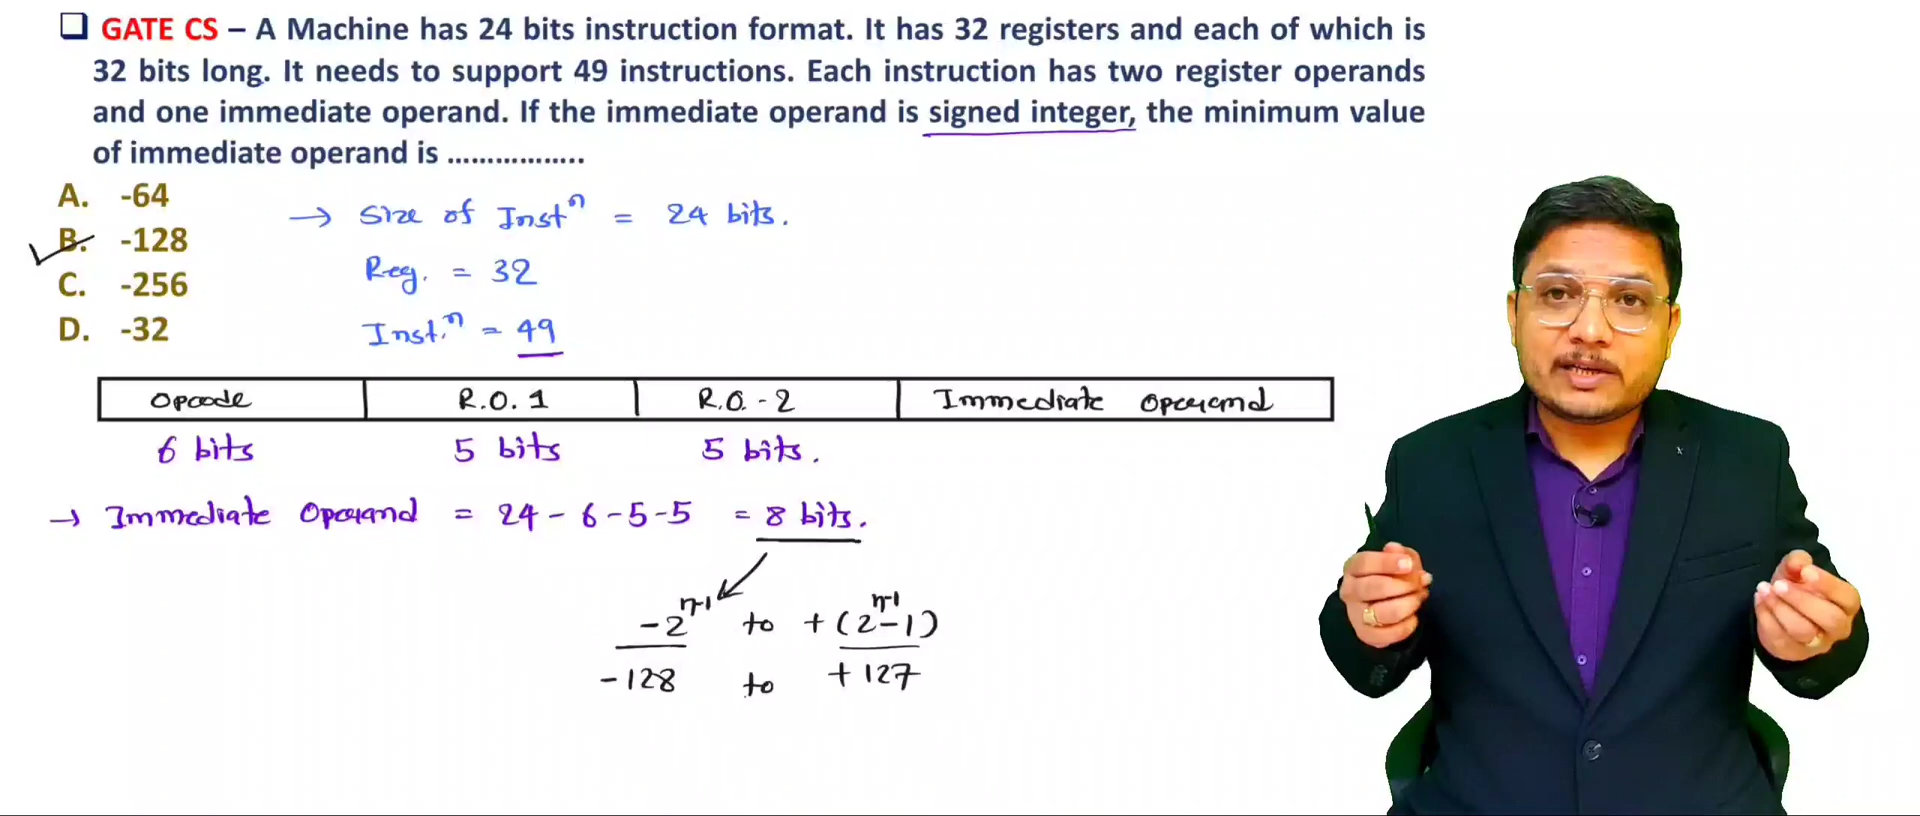 ❑ GATE CS – A Machine has 24 bits instruction format. It has 32 registers and each of which is
32 bits long. It needs to support 49 instructions. Each instruction has two register operands
and one immediate operand. If the immediate operand is signed integer, the minimum value
of immediate operand is .................
A. -64
B. -128
C. -256
D. -32
→ Size of Instⁿ = 24 bits.
Reg. = 32
Inst.ⁿ = 49
Opcode R.O. 1 R.O. - 2 Immediate Operand
6 bits 5 bits 5 bits.
→ Immediate Operand = 24 - 6 - 5 - 5 = 8 bits.
-2ⁿ⁻¹ to + (2ⁿ⁻¹ - 1)
-128 to + 127